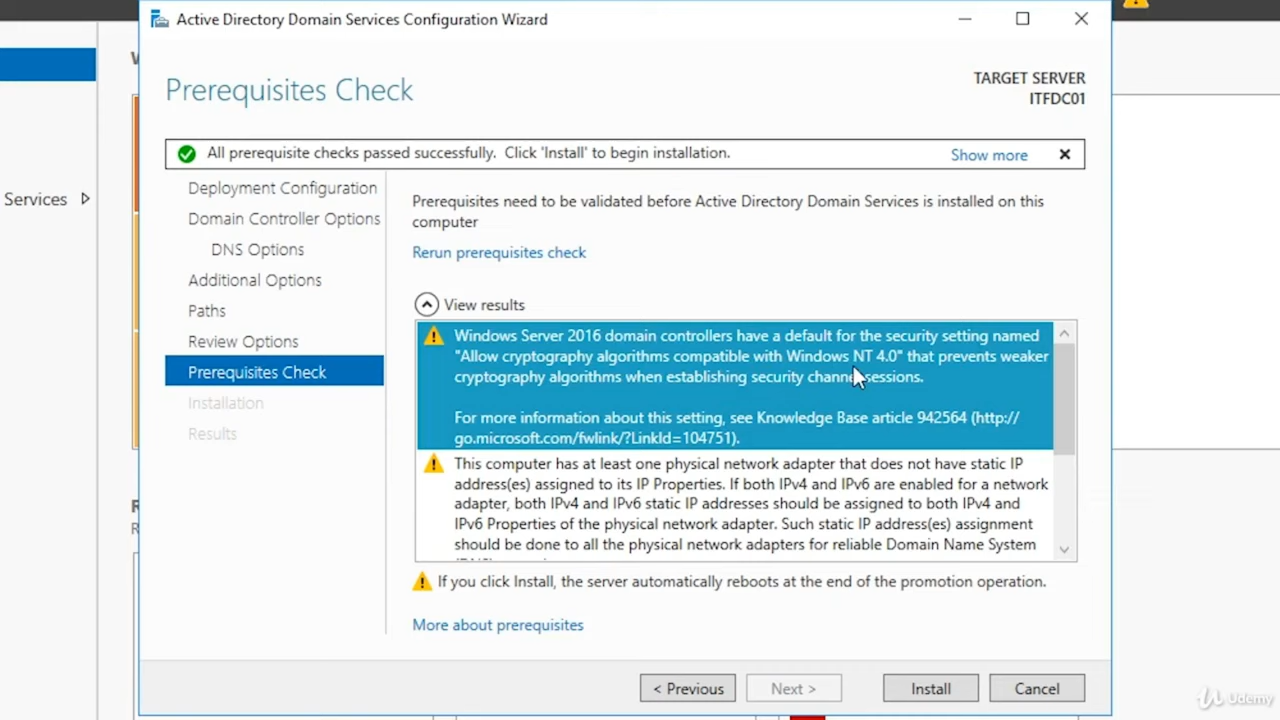 Active Directory Domain Services Configuration Wizard
Prerequisites Check
TARGET SERVER
ITFDC01
All prerequisite checks passed successfully. Click 'Install' to begin installation.
Show more
Services
Deployment Configuration
Domain Controller Options
DNS Options
Additional Options
Paths
Review Options
Prerequisites Check
Installation
Results
Prerequisites need to be validated before Active Directory Domain Services is installed on this
computer
Rerun prerequisites check
View results
Windows Server 2016 domain controllers have a default for the security setting named
"Allow cryptography algorithms compatible with Windows NT 4.0" that prevents weaker
cryptography algorithms when establishing security channel sessions.
For more information about this setting, see Knowledge Base article 942564 (http://
go.microsoft.com/fwlink/?LinkId=104751).
This computer has at least one physical network adapter that does not have static IP
address(es) assigned to its IP Properties. If both IPv4 and IPv6 are enabled for a network
adapter, both IPv4 and IPv6 static IP addresses should be assigned to both IPv4 and
IPv6 Properties of the physical network adapter. Such static IP address(es) assignment
should be done to all the physical network adapters for reliable Domain Name System
If you click Install, the server automatically reboots at the end of the promotion operation.
More about prerequisites
< Previous
Next >
Install
Cancel
Udemy